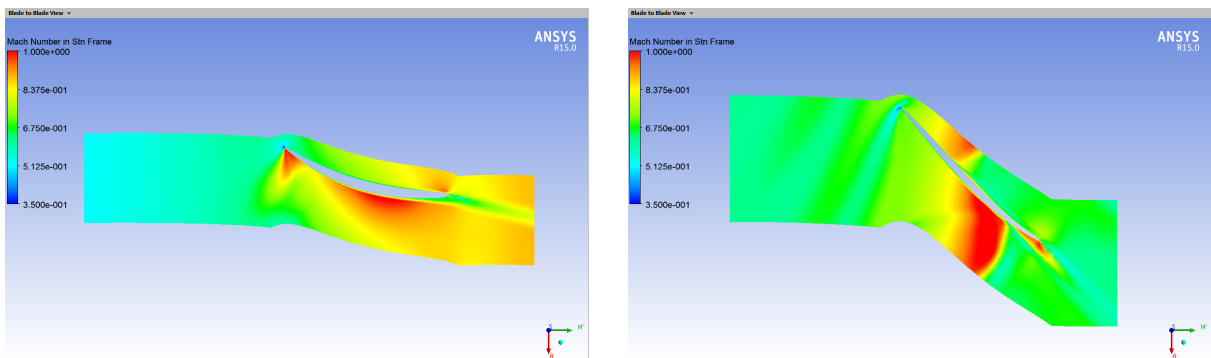 Blade to Blade View
Mach Number in Stn Frame
1.000e+000
8.375e-001
6.750e-001
5.125e-001
3.500e-001
ANSYS
R15.0
S
M'
θ
Blade to Blade View
Mach Number in Stn Frame
1.000e+000
8.375e-001
6.750e-001
5.125e-001
3.500e-001
ANSYS
R15.0
S
M'
θ